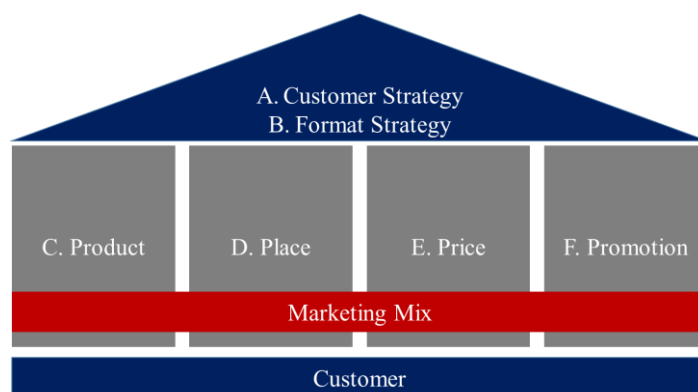 A. Customer Strategy
B. Format Strategy
C. Product
D. Place
E. Price
F. Promotion
Marketing Mix
Customer